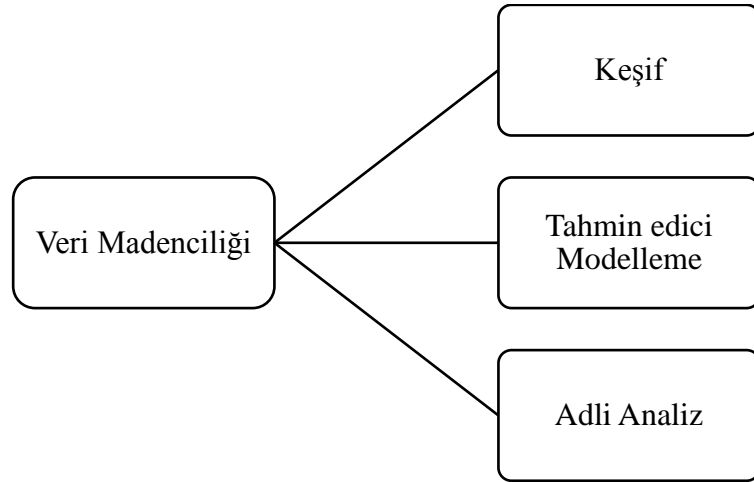 Keşif
Veri Madenciliği
Tahmin edici
Modelleme
Adli Analiz